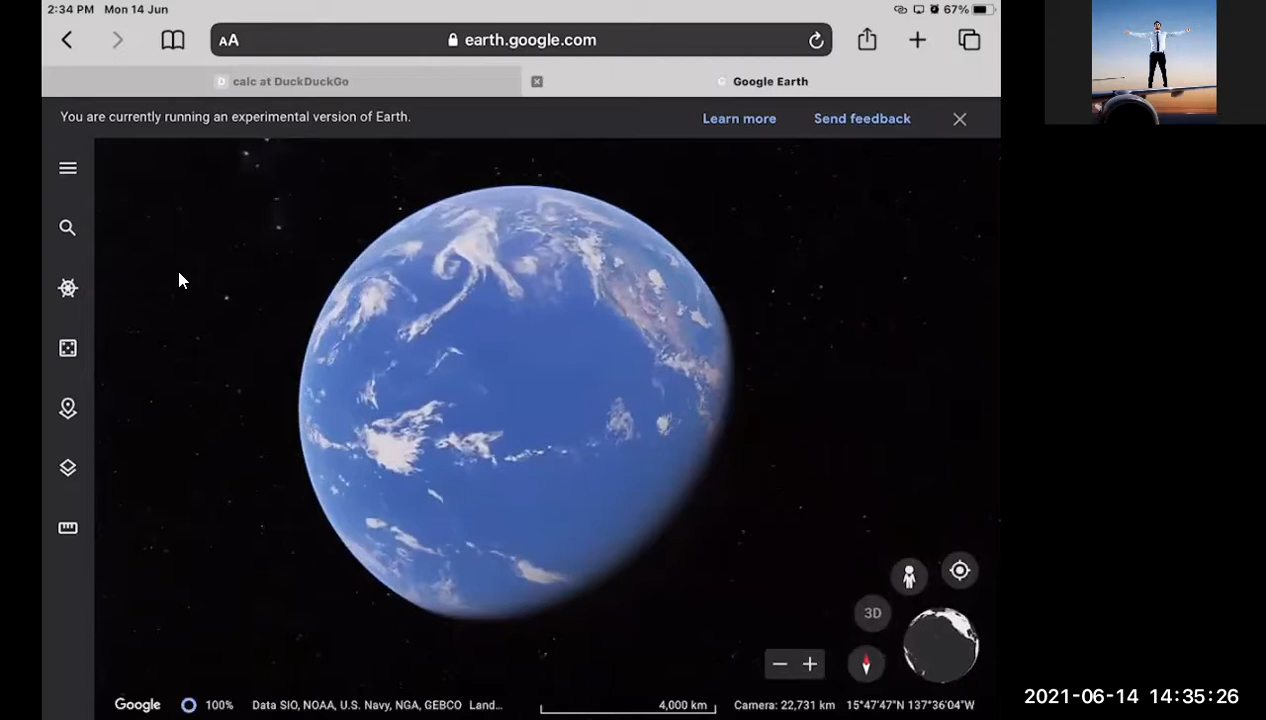 2:34 PM Mon 14 Jun
67%
AA
earth.google.com
calc at DuckDuckGo
Google Earth
You are currently running an experimental version of Earth.
Learn more
Send feedback
3D
Google
100%
Data SIO, NOAA, U.S. Navy, NGA, GEBCO Land...
4,000 km
Camera: 22,731 km
15°47'47"N 137°36'04"W
2021-06-14 14:35:26